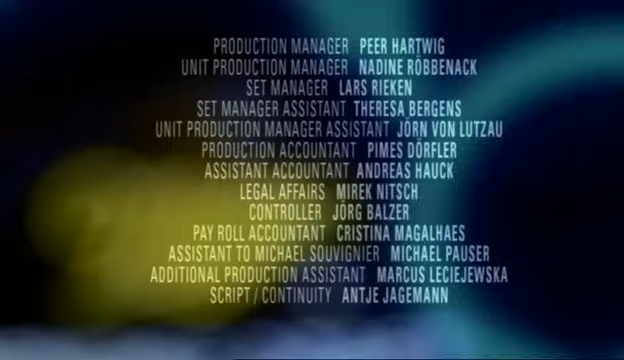 PRODUCTION MANAGER PEER HARTWIG
UNIT PRODUCTION MANAGER NADINE RÖBBENACK
SET MANAGER LARS RIEKEN
SET MANAGER ASSISTANT THERESA BERGENS
UNIT PRODUCTION MANAGER ASSISTANT JÖRN VON LUTZAU
PRODUCTION ACCOUNTANT PIMES DÖRFLER
ASSISTANT ACCOUNTANT ANDREAS HAUCK
LEGAL AFFAIRS MIREK NITSCH
CONTROLLER JÖRG BALZER
PAY ROLL ACCOUNTANT CRISTINA MAGALHAES
ASSISTANT TO MICHAEL SOUVIGNIER MICHAEL PAUSER
ADDITIONAL PRODUCTION ASSISTANT MARCUS LECIEJEWSKA
SCRIPT / CONTINUITY ANTJE JAGEMANN